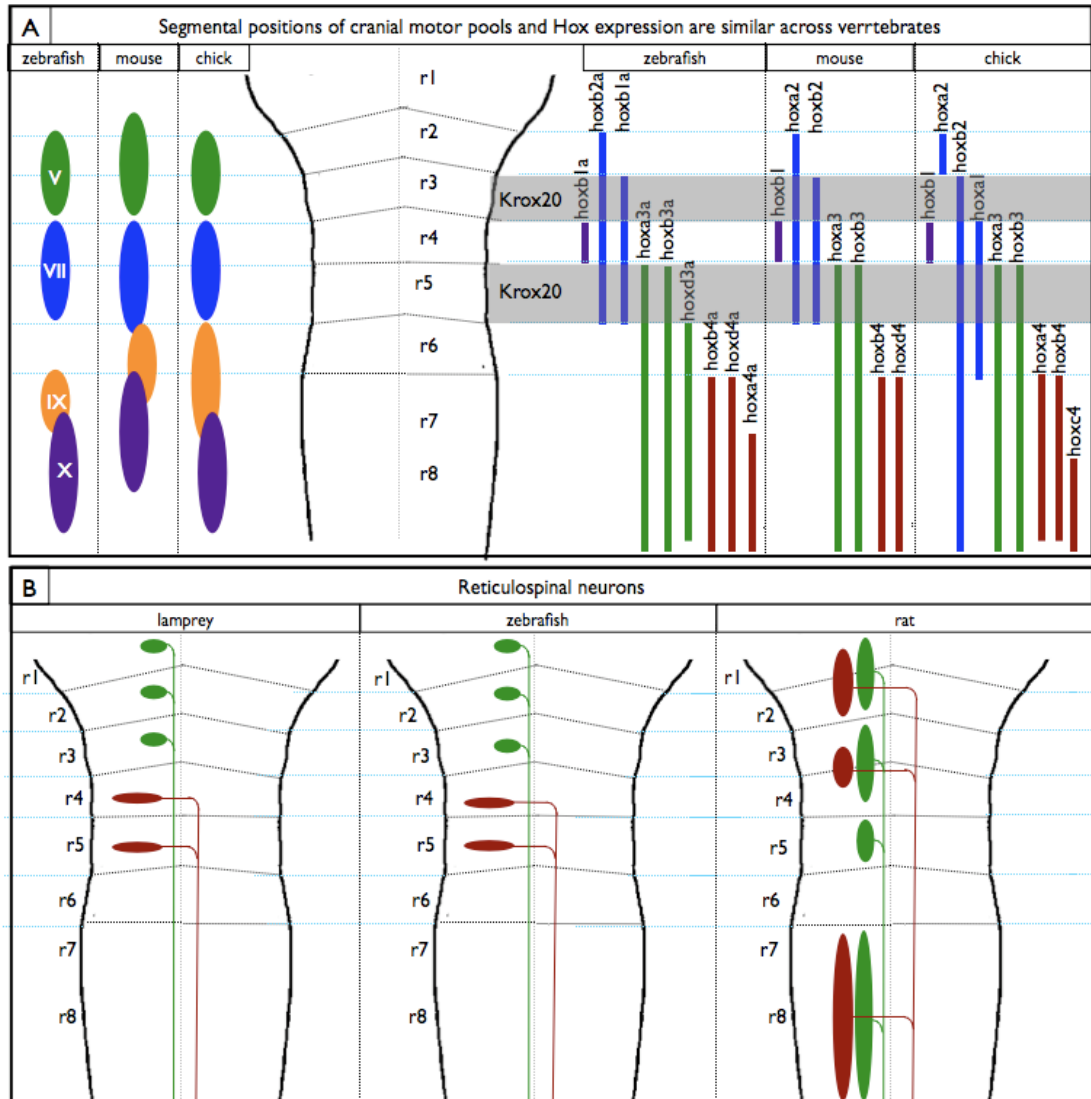 A
Segmental positions of cranial motor pools and Hox expression are similar across verrtebrates
zebrafish
mouse
chick
zebrafish
mouse
chick
V
VII
IX
X
r1
r2
r3
r4
r5
r6
r7
r8
Krox20
Krox20
hoxb1a
hoxb2a
hoxb1a
hoxa3a
hoxb3a
hoxd3a
hoxb4a
hoxd4a
hoxa4a
hoxb1
hoxa2
hoxb2
hoxa3
hoxb3
hoxb4
hoxd4
hoxb1
hoxa2
hoxb2
hoxa1
hoxa3
hoxb3
hoxa4
hoxb4
hoxc4
B
Reticulospinal neurons
lamprey
zebrafish
rat
r1
r2
r3
r4
r5
r6
r7
r8
r1
r2
r3
r4
r5
r6
r7
r8
r1
r2
r3
r4
r5
r6
r7
r8